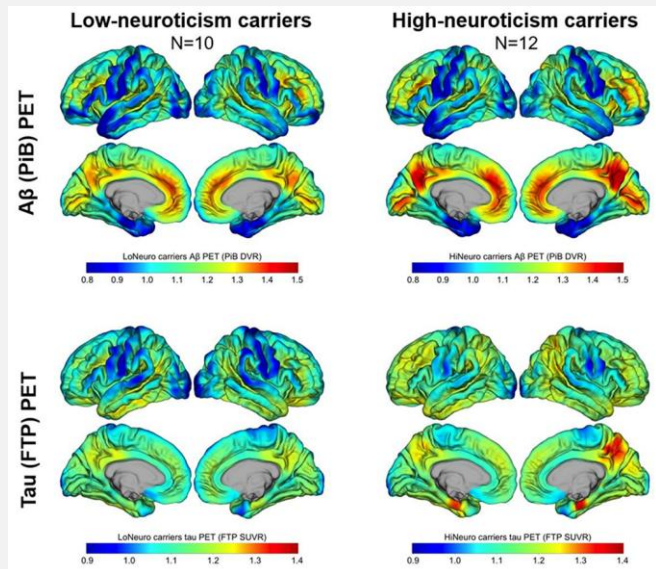 Low-neuroticism carriers
N=10
High-neuroticism carriers
N=12
Aβ (PiB) PET
LoNeuro carriers Aβ PET (PiB DVR)
0.8 0.9 1.0 1.1 1.2 1.3 1.4 1.5
HiNeuro carriers Aβ PET (PiB DVR)
0.8 0.9 1.0 1.1 1.2 1.3 1.4 1.5
Tau (FTP) PET
LoNeuro carriers tau PET (FTP SUVR)
0.9 1.0 1.1 1.2 1.3 1.4
HiNeuro carriers tau PET (FTP SUVR)
0.9 1.0 1.1 1.2 1.3 1.4